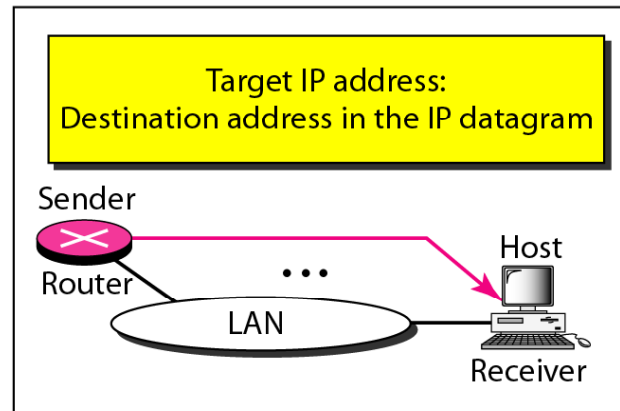 Target IP address:
Destination address in the IP datagram
Sender
Router
Host
...
LAN
Receiver